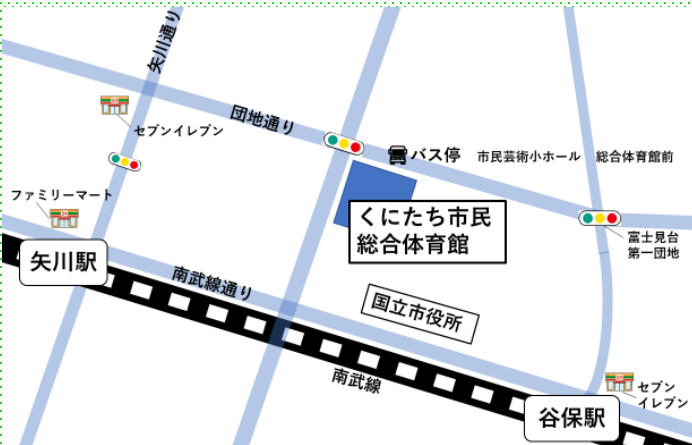 矢川通り
セブンイレブン
団地通り
バス停
市民芸術小ホール 総合体育館前
ファミリーマート
くにたち市民
総合体育館
富士見台
第一団地
矢川駅
南武線通り
国立市役所
南武線
セブン
イレブン
谷保駅